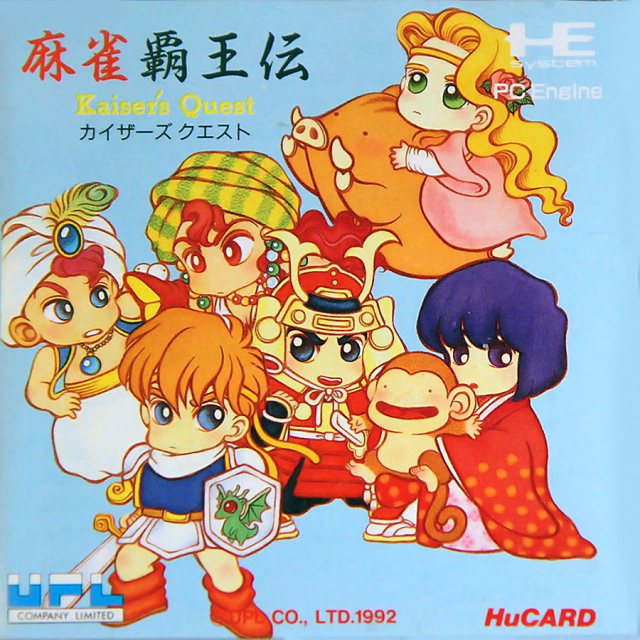 麻雀覇王伝
Kaiser's Quest
カイザーズ クエスト
HE
system
PC Engine
UPL
COMPANY LIMITED
UPL CO., LTD.1992
HuCARD